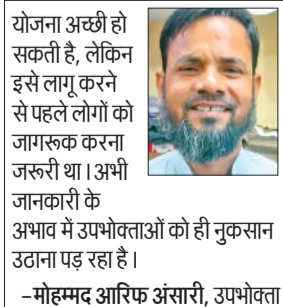 योजना अच्छी हो
सकती है, लेकिन
इसे लागू करने
से पहले लोगों को
जागरूक करना
जरूरी था। अभी
जानकारी के
अभाव में उपभोक्ताओं को ही नुकसान
उठाना पड़ रहा है।
-मोहम्मद आरिफ अंसारी, उपभोक्ता